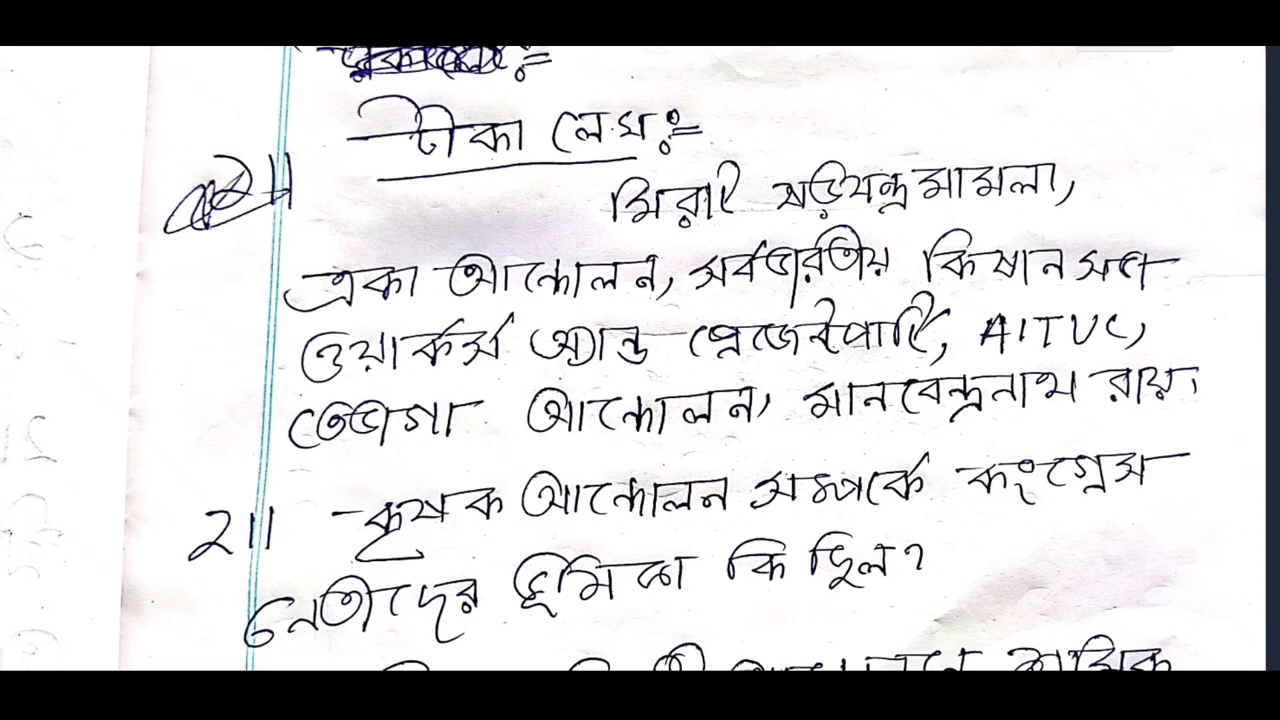 টীকা লেখ:=
মিরাট ষড়যন্ত্র মামলা,
একা আন্দোলন, সর্বভারতীয় কিষান সভা
ওয়ার্কার্স অ্যান্ড পেজেন্টপার্টি, AITUC,
তেভাগা আন্দোলন, মানবেন্দ্রনাথ রায়।
২॥ কৃষক আন্দোলন সম্পর্কে কংগ্রেস
নেতাদের ভূমিকা কি ছিল?